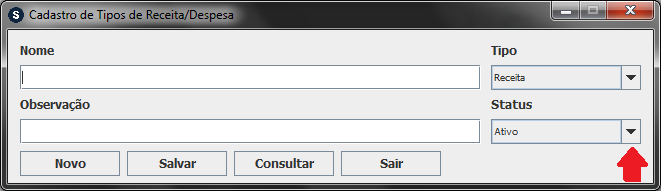 S Cadastro de Tipos de Receita/Despesa
Nome Tipo
Receita
Observação Status
Ativo
Novo Salvar Consultar Sair